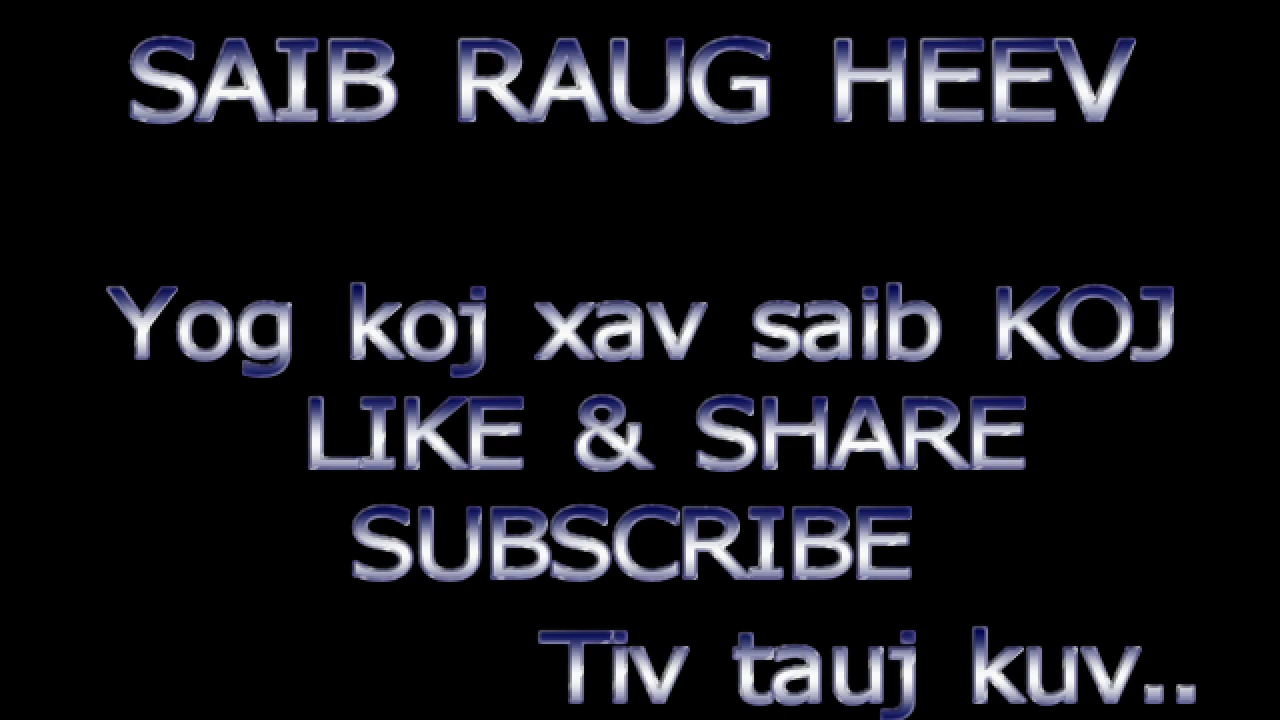 SAIB RAUG HEEV
Yog koj xav saib KOJ
LIKE & SHARE
SUBSCRIBE
Tiv tauj kuv..